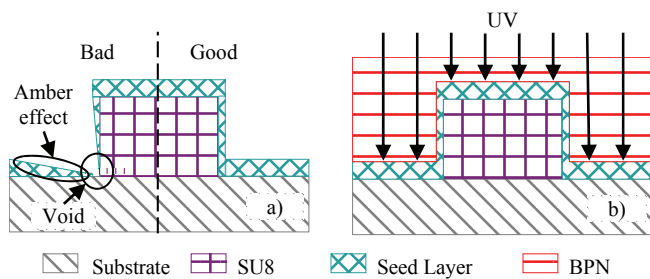 UV
Bad
Good
Amber
effect
Void
a)
b)
Substrate
SU8
Seed Layer
BPN